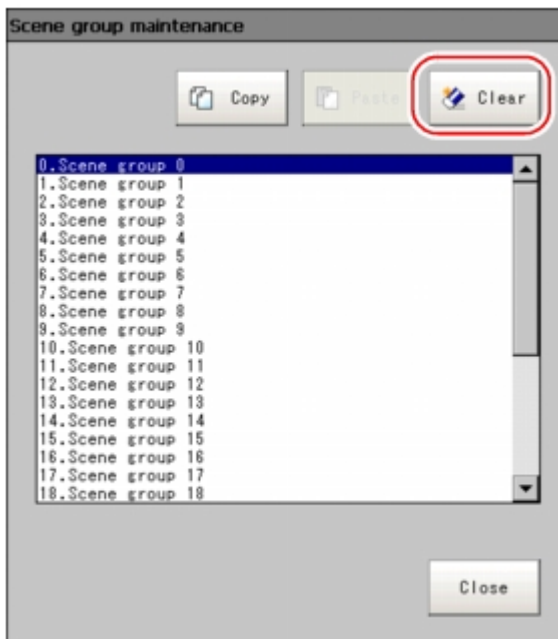 Scene group maintenance
Copy
Paste
Clear
0.Scene group 0
1.Scene group 1
2.Scene group 2
3.Scene group 3
4.Scene group 4
5.Scene group 5
6.Scene group 6
7.Scene group 7
8.Scene group 8
9.Scene group 9
10.Scene group 10
11.Scene group 11
12.Scene group 12
13.Scene group 13
14.Scene group 14
15.Scene group 15
16.Scene group 16
17.Scene group 17
18.Scene group 18
Close